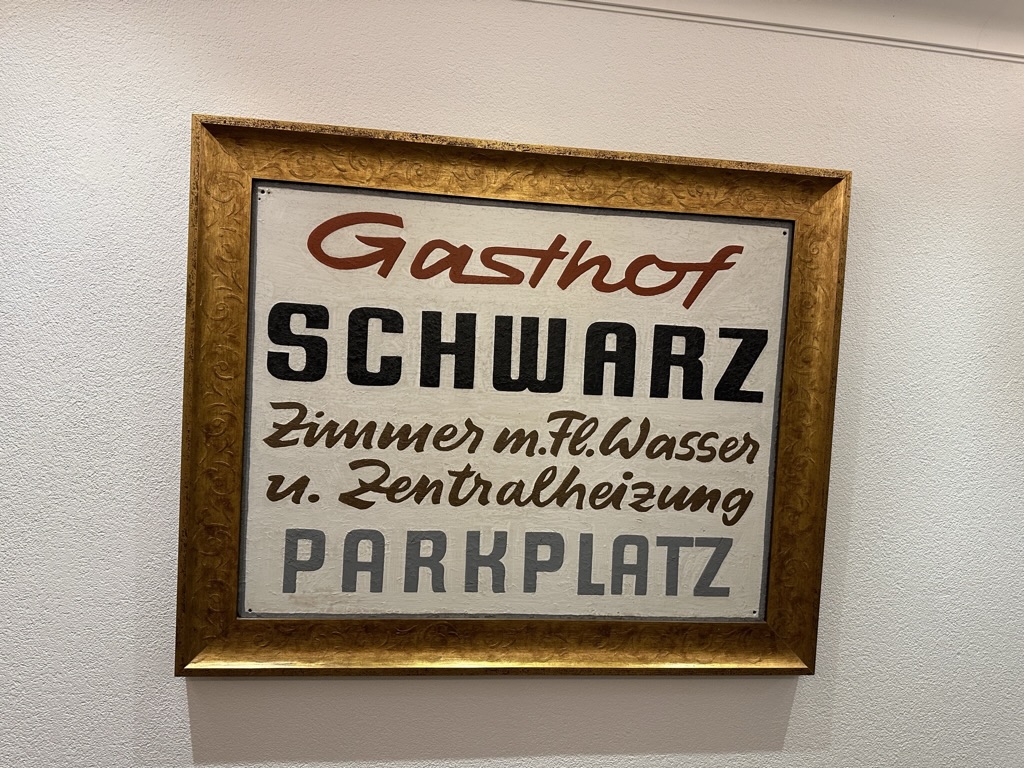 Gasthof
SCHWARZ
Zimmer m.Fl.Wasser
u. Zentralheizung
PARKPLATZ